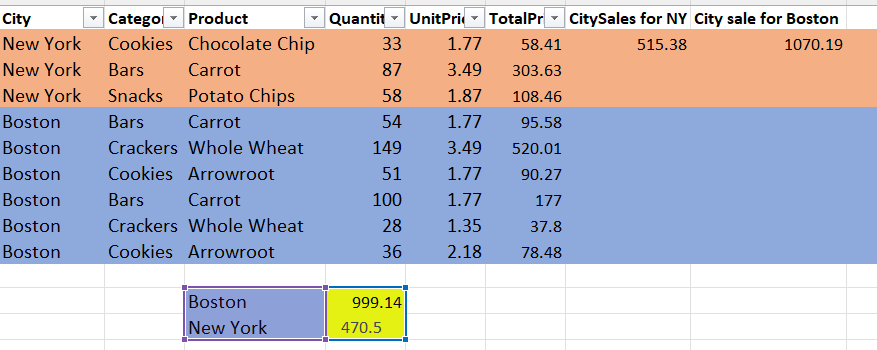 City Categor Product Quantit UnitPric TotalPr CitySales for NY City sale for Boston
New York Cookies Chocolate Chip 33 1.77 58.41 515.38 1070.19
New York Bars Carrot 87 3.49 303.63
New York Snacks Potato Chips 58 1.87 108.46
Boston Bars Carrot 54 1.77 95.58
Boston Crackers Whole Wheat 149 3.49 520.01
Boston Cookies Arrowroot 51 1.77 90.27
Boston Bars Carrot 100 1.77 177
Boston Crackers Whole Wheat 28 1.35 37.8
Boston Cookies Arrowroot 36 2.18 78.48
Boston 999.14
New York 470.5